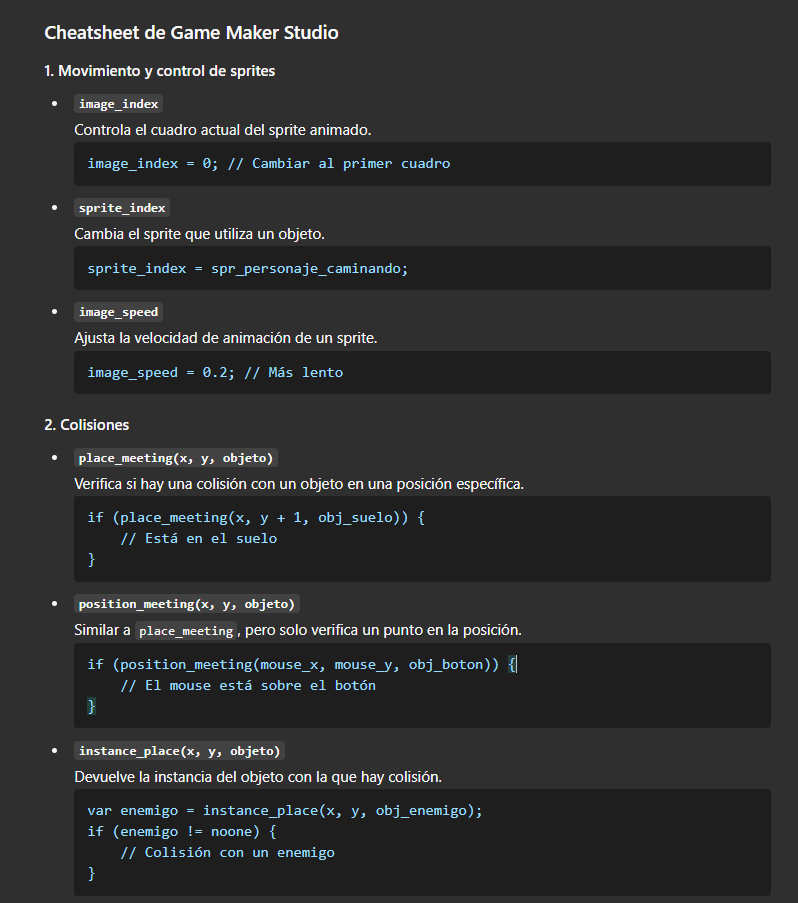 Cheatsheet de Game Maker Studio
1. Movimiento y control de sprites
• image_index
Controla el cuadro actual del sprite animado.
image_index = 0; // Cambiar al primer cuadro
• sprite_index
Cambia el sprite que utiliza un objeto.
sprite_index = spr_personaje_caminando;
• image_speed
Ajusta la velocidad de animación de un sprite.
image_speed = 0.2; // Más lento
2. Colisiones
• place_meeting(x, y, objeto)
Verifica si hay una colisión con un objeto en una posición específica.
if (place_meeting(x, y + 1, obj_suelo)) {
    // Está en el suelo
}
• position_meeting(x, y, objeto)
Similar a place_meeting, pero solo verifica un punto en la posición.
if (position_meeting(mouse_x, mouse_y, obj_boton)) {
    // El mouse está sobre el botón
}
• instance_place(x, y, objeto)
Devuelve la instancia del objeto con la que hay colisión.
var enemigo = instance_place(x, y, obj_enemigo);
if (enemigo != noone) {
    // Colisión con un enemigo
}